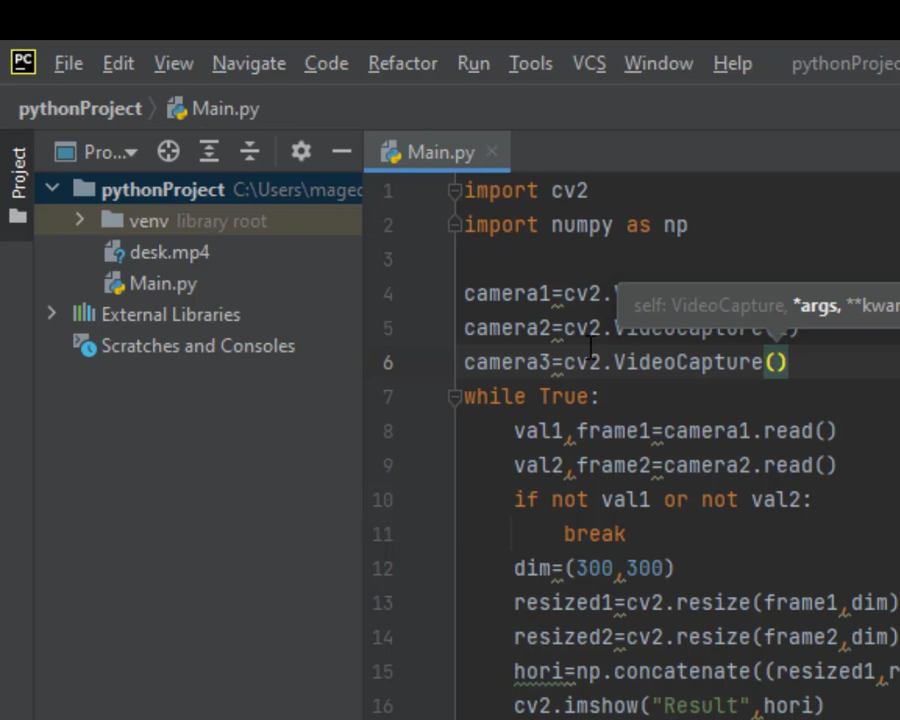 PC File Edit View Navigate Code Refactor Run Tools VCS Window Help pythonProjec
pythonProject Main.py
Project
Pro... Main.py
pythonProject C:\Users\maged
venv library root
desk.mp4
Main.py
External Libraries
Scratches and Consoles
1 import cv2
2 import numpy as np
3
4 camera1=cv2.
self: VideoCapture, *args, **kwar
5 camera2=cv2.VideoCapture
6 camera3=cv2.VideoCapture()
7 while True:
8 val1,frame1=camera1.read()
9 val2,frame2=camera2.read()
10 if not val1 or not val2:
11 break
12 dim=(300,300)
13 resized1=cv2.resize(frame1,dim)
14 resized2=cv2.resize(frame2,dim)
15 hori=np.concatenate((resized1,r
16 cv2.imshow("Result",hori)